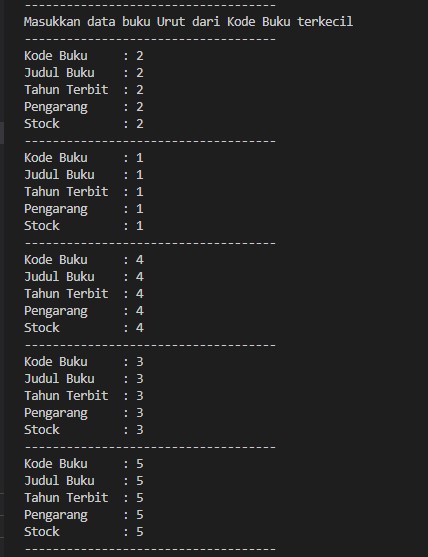 ------------------------------------
Masukkan data buku Urut dari Kode Buku terkecil
------------------------------------
Kode Buku     : 2
Judul Buku    : 2
Tahun Terbit  : 2
Pengarang     : 2
Stock         : 2
------------------------------------
Kode Buku     : 1
Judul Buku    : 1
Tahun Terbit  : 1
Pengarang     : 1
Stock         : 1
------------------------------------
Kode Buku     : 4
Judul Buku    : 4
Tahun Terbit  : 4
Pengarang     : 4
Stock         : 4
------------------------------------
Kode Buku     : 3
Judul Buku    : 3
Tahun Terbit  : 3
Pengarang     : 3
Stock         : 3
------------------------------------
Kode Buku     : 5
Judul Buku    : 5
Tahun Terbit  : 5
Pengarang     : 5
Stock         : 5
------------------------------------